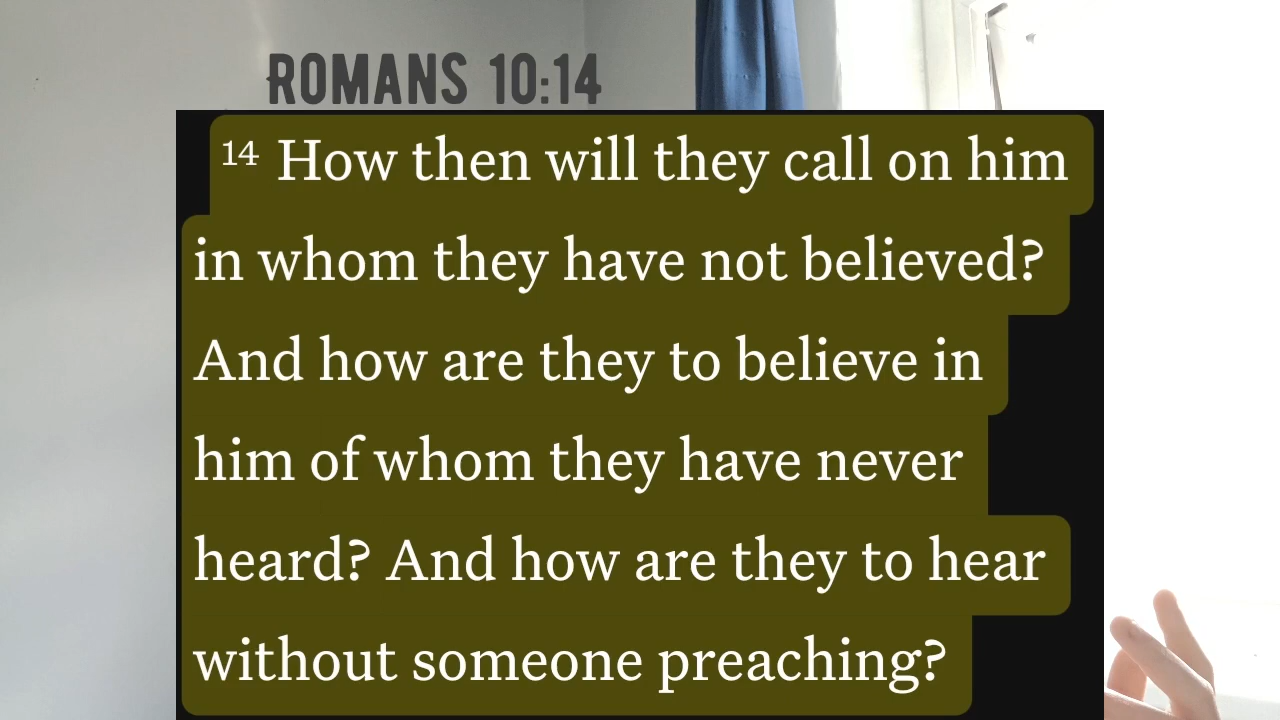 ROMANS 10:14
14 How then will they call on him
in whom they have not believed?
And how are they to believe in
him of whom they have never
heard? And how are they to hear
without someone preaching?